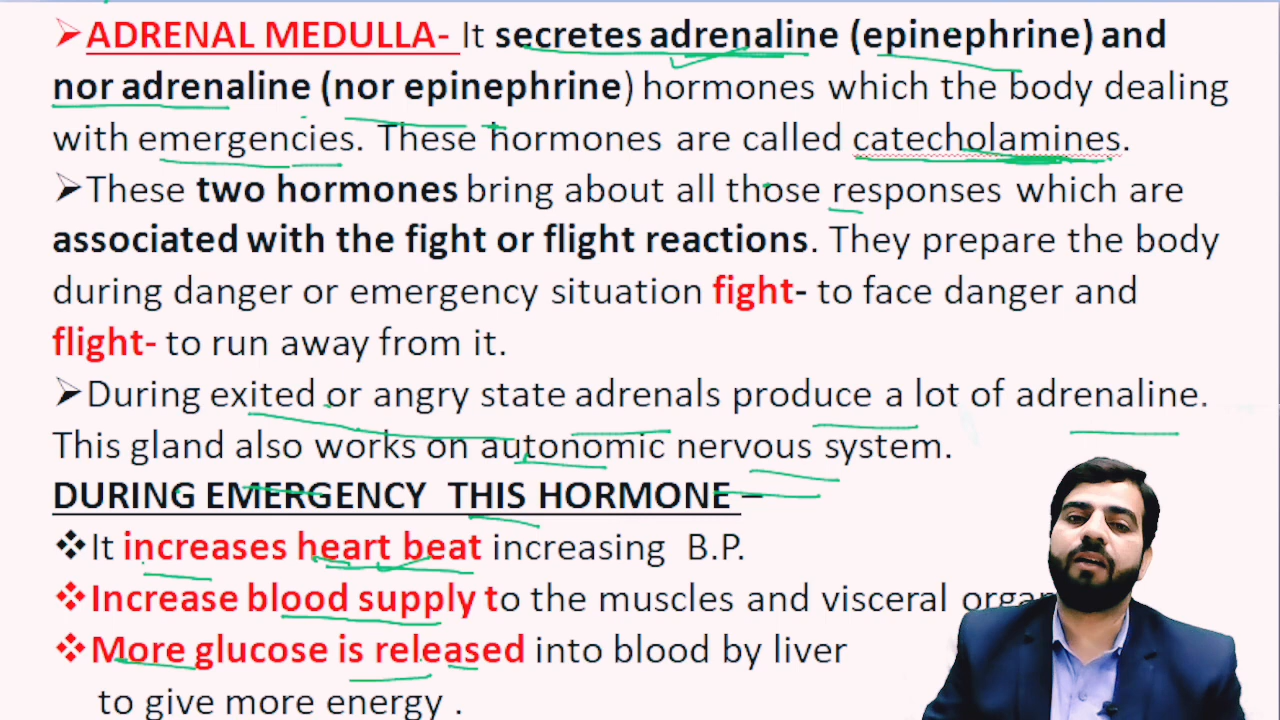 ➤ADRENAL MEDULLA- It secretes adrenaline (epinephrine) and
nor adrenaline (nor epinephrine) hormones which the body dealing
with emergencies. These hormones are called catecholamines.
➤These two hormones bring about all those responses which are
associated with the fight or flight reactions. They prepare the body
during danger or emergency situation fight- to face danger and
flight- to run away from it.
➤During exited or angry state adrenals produce a lot of adrenaline.
This gland also works on autonomic nervous system.
DURING EMERGENCY THIS HORMONE –
❖It increases heart beat increasing B.P.
❖Increase blood supply to the muscles and visceral
❖More glucose is released into blood by liver
to give more energy .